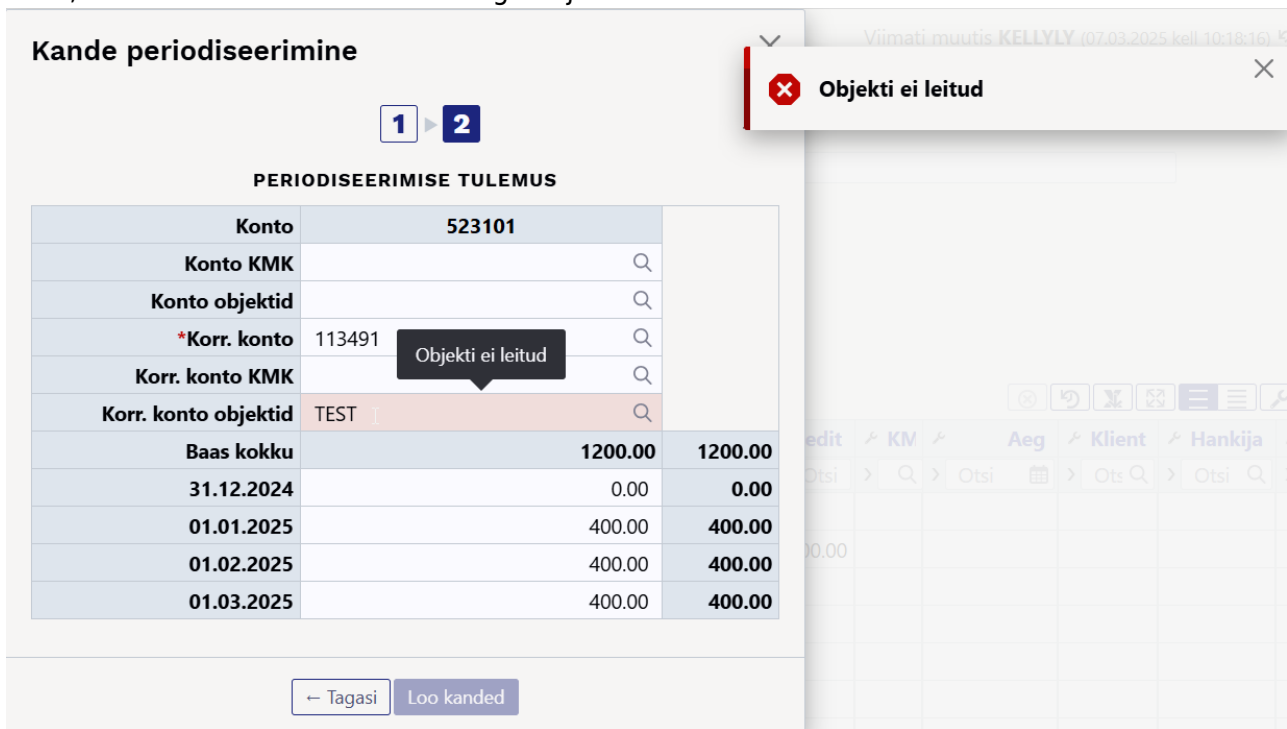 Kande periodiseerimine
Viimati muutis KELLYLY (07.03.2025 kell 10:18:16)
Objekti ei leitud
1 2
PERIODISEERIMISE TULEMUS
Konto 523101
Konto KMK
Konto objektid
*Korr. konto 113491
Objekti ei leitud
Korr. konto KMK
Korr. konto objektid TEST
Baas kokku 1200.00 1200.00
31.12.2024 0.00 0.00
01.01.2025 400.00 400.00
01.02.2025 400.00 400.00
01.03.2025 400.00 400.00
edit KM Aeg Klient Hankija
Otsi Otsi Ots Otsi
00.00
← Tagasi Loo kanded